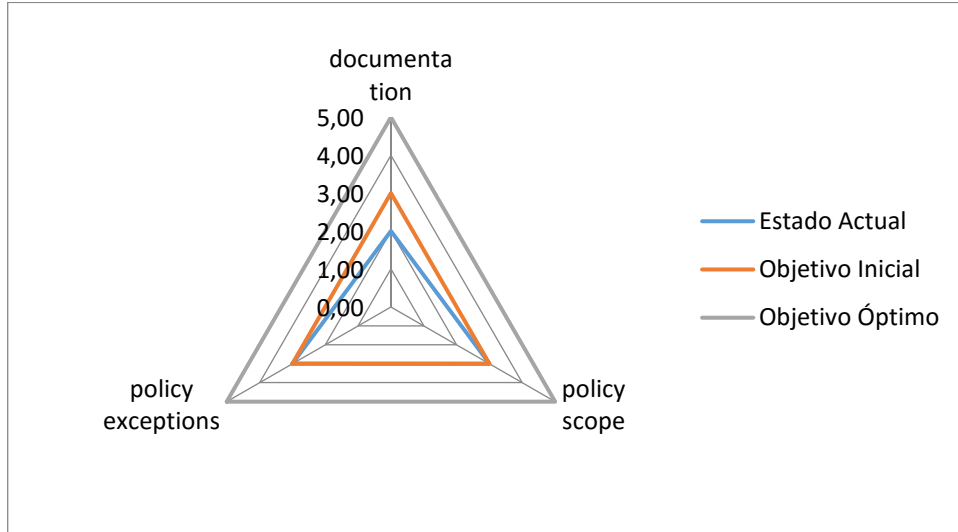 documenta
tion
5,00
4,00
3,00
2,00
1,00
0,00
policy
exceptions
policy
scope
Estado Actual
Objetivo Inicial
Objetivo Óptimo